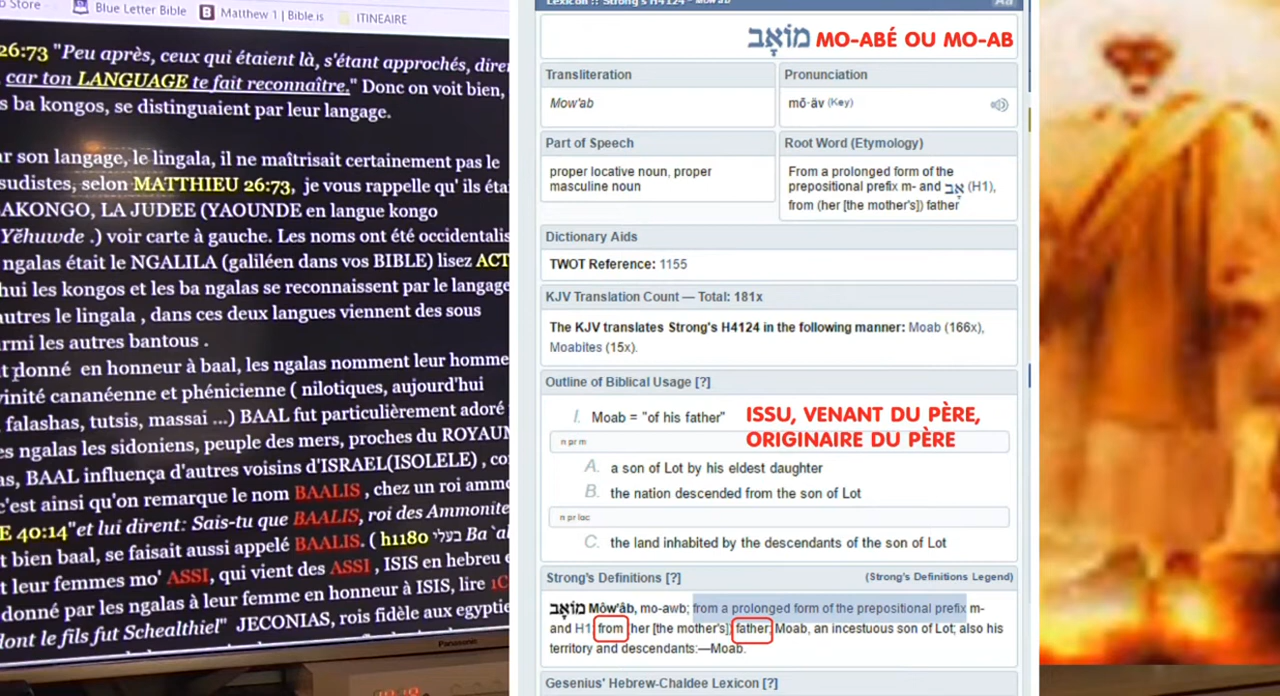 Store
Blue Letter Bible
B Matthew 1 | Bible.is
ITINEAIRE
26:73 "Peu après, ceux qui étaient là, s'étant approchés, dire
car ton LANGUAGE te fait reconnaître." Donc on voit bien,
s ba kongos, se distinguaient par leur langage.
r son langage, le lingala, il ne maîtrisait certainement pas le
sudistes, selon MATTHIEU 26:73, je vous rappelle qu' ils éta
AKONGO, LA JUDEE (YAOUNDE en langue kongo
Yĕhuwde .) voir carte à gauche. Les noms ont été occidentalis
ngalas était le NGALILA (galiléen dans vos BIBLE) lisez ACT
hui les kongos et les ba ngalas se reconnaissent par le langage
utres le lingala , dans ces deux langues viennent des sous
rmi les autres bantous .
t donné en honneur à baal, les ngalas nomment leur homme
vinité cananéenne et phénicienne ( nilotiques, aujourd'hui
falashas, tutsis, massai ...) BAAL fut particulièrement adoré
es ngalas les sidoniens, peuple des mers, proches du ROYAU
as, BAAL influença d'autres voisins d'ISRAEL(ISOLELE) , co
c'est ainsi qu'on remarque le nom BAALIS , chez un roi ammo
E 40:14"et lui dirent: Sais-tu que BAALIS, roi des Ammonite
t bien baal, se faisait aussi appelé BAALIS. ( h1180 בעלי Ba`al
t leur femmes mo' ASSI, qui vient des ASSI , ISIS en hebreu
donné par les ngalas à leur femme en honneur à ISIS, lire 1C
dont le fils fut Schealthiel" JECONIAS, rois fidèle aux egyptie
Panasonic
Lexicon :: Strong's H4124 - Mow'ab
Aa
מוֹאָב MO-ABÉ OU MO-AB
Transliteration
Pronunciation
Mow'ab
mō·äv (Key)
Part of Speech
Root Word (Etymology)
proper locative noun, proper
masculine noun
From a prolonged form of the
prepositional prefix m- and אָב (H1),
from (her [the mother's]) father
Dictionary Aids
TWOT Reference: 1155
KJV Translation Count — Total: 181x
The KJV translates Strong's H4124 in the following manner: Moab (166x),
Moabites (15x).
Outline of Biblical Usage [?]
I. Moab = "of his father"
ISSU, VENANT DU PÈRE,
ORIGINAIRE DU PÈRE
n pr m
A. a son of Lot by his eldest daughter
B. the nation descended from the son of Lot
n pr loc
C. the land inhabited by the descendants of the son of Lot
Strong's Definitions [?]
(Strong's Definitions Legend)
מוֹאָב Môwʼâb, mo-awb; from a prolonged form of the prepositional prefix m-
and H1; from (her [the mother's]) father; Moab, an incestuous son of Lot; also his
territory and descendants:—Moab.
Gesenius' Hebrew-Chaldee Lexicon [?]